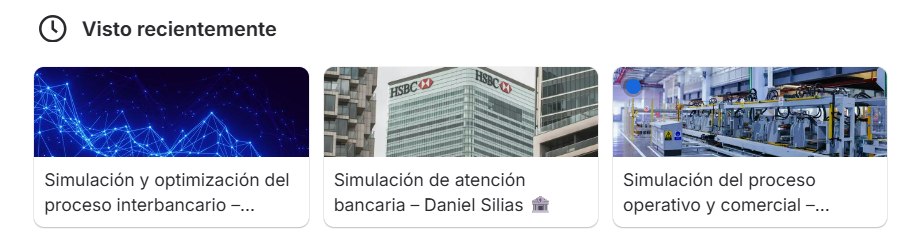 Visto recientemente
HSBC
HSBC
Simulación y optimización del
proceso interbancario –...
Simulación de atención
bancaria – Daniel Silias 🏛️
Simulación del proceso
operativo y comercial –...